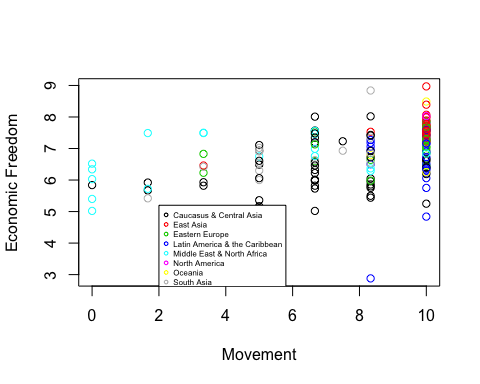 Economic Freedom
9
8
7
6
5
4
3
Caucasus & Central Asia
East Asia
Eastern Europe
Latin America & the Caribbean
Middle East & North Africa
North America
Oceania
South Asia
0 2 4 6 8 10
Movement